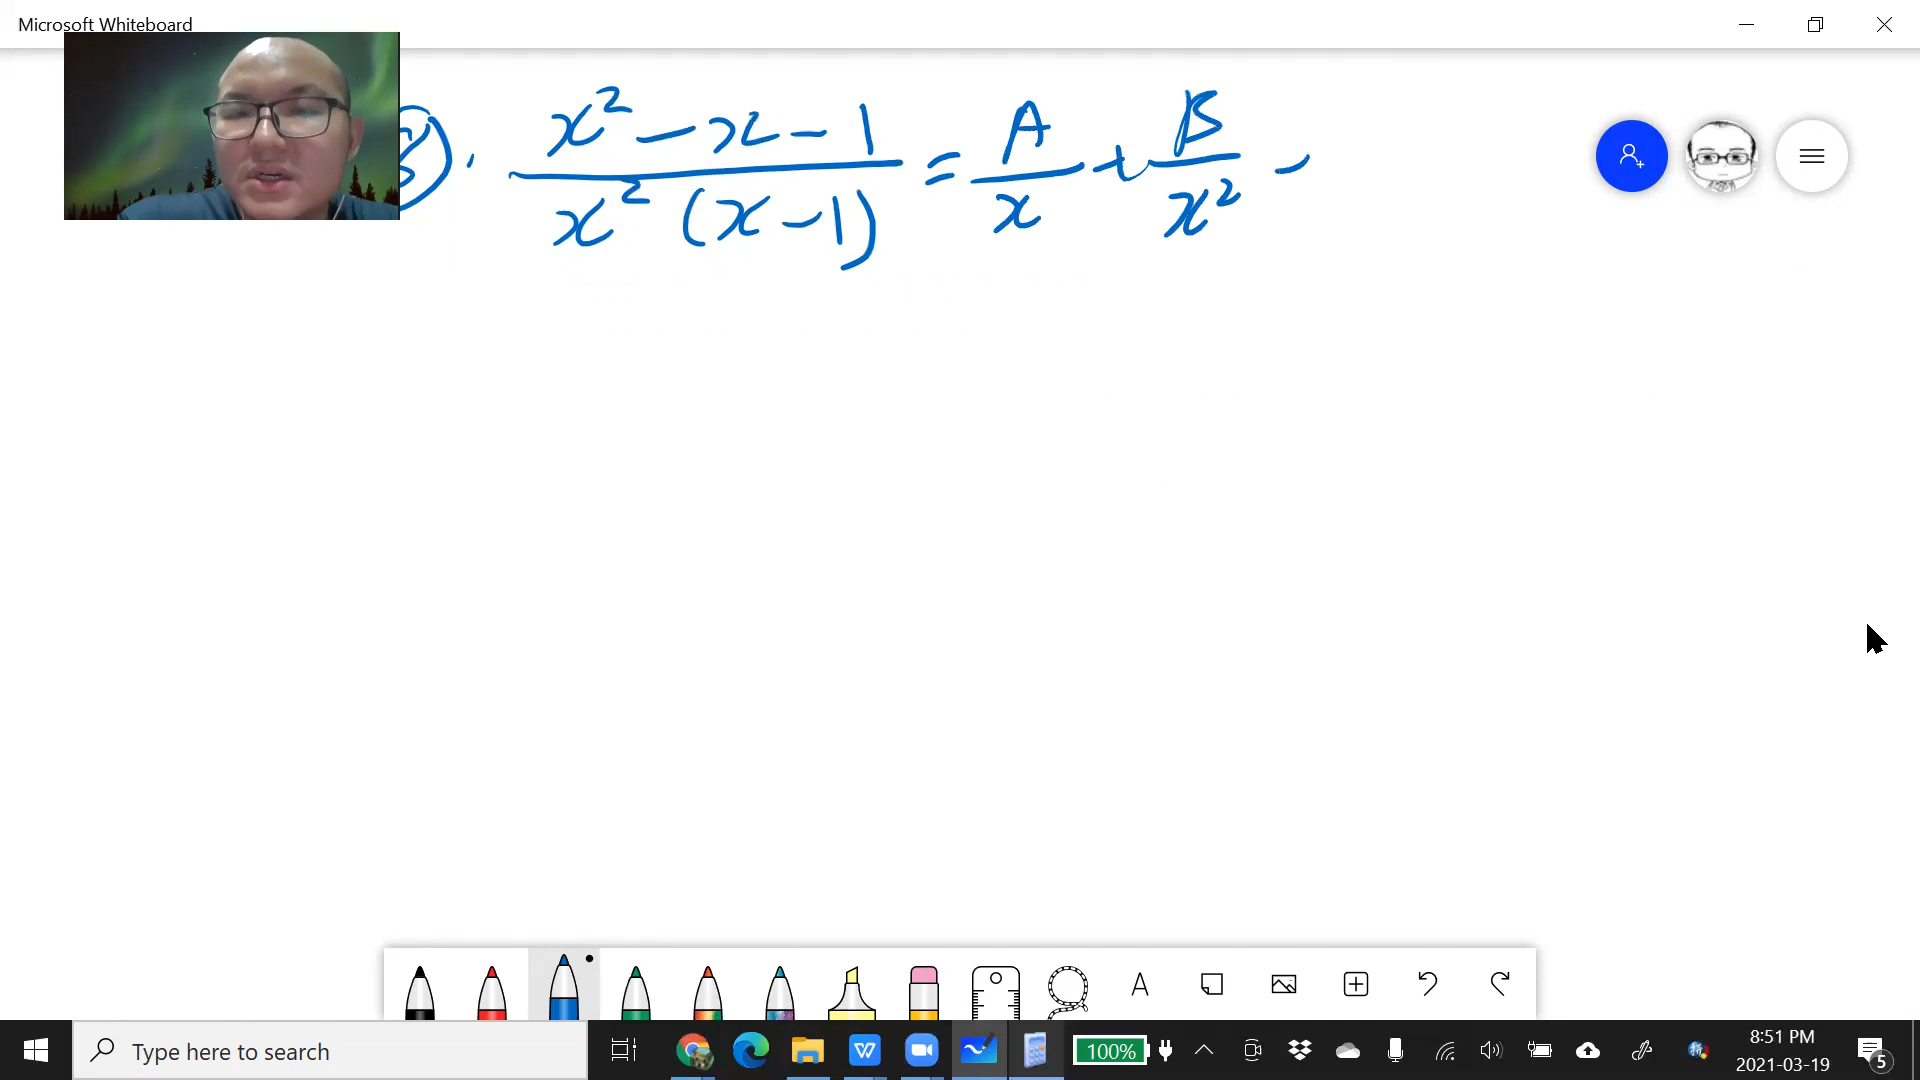 Microsoft Whiteboard
x² - x - 1 / x² (x - 1) = A / x + B / x² -
Type here to search
100%
8:51 PM
2021-03-19
5